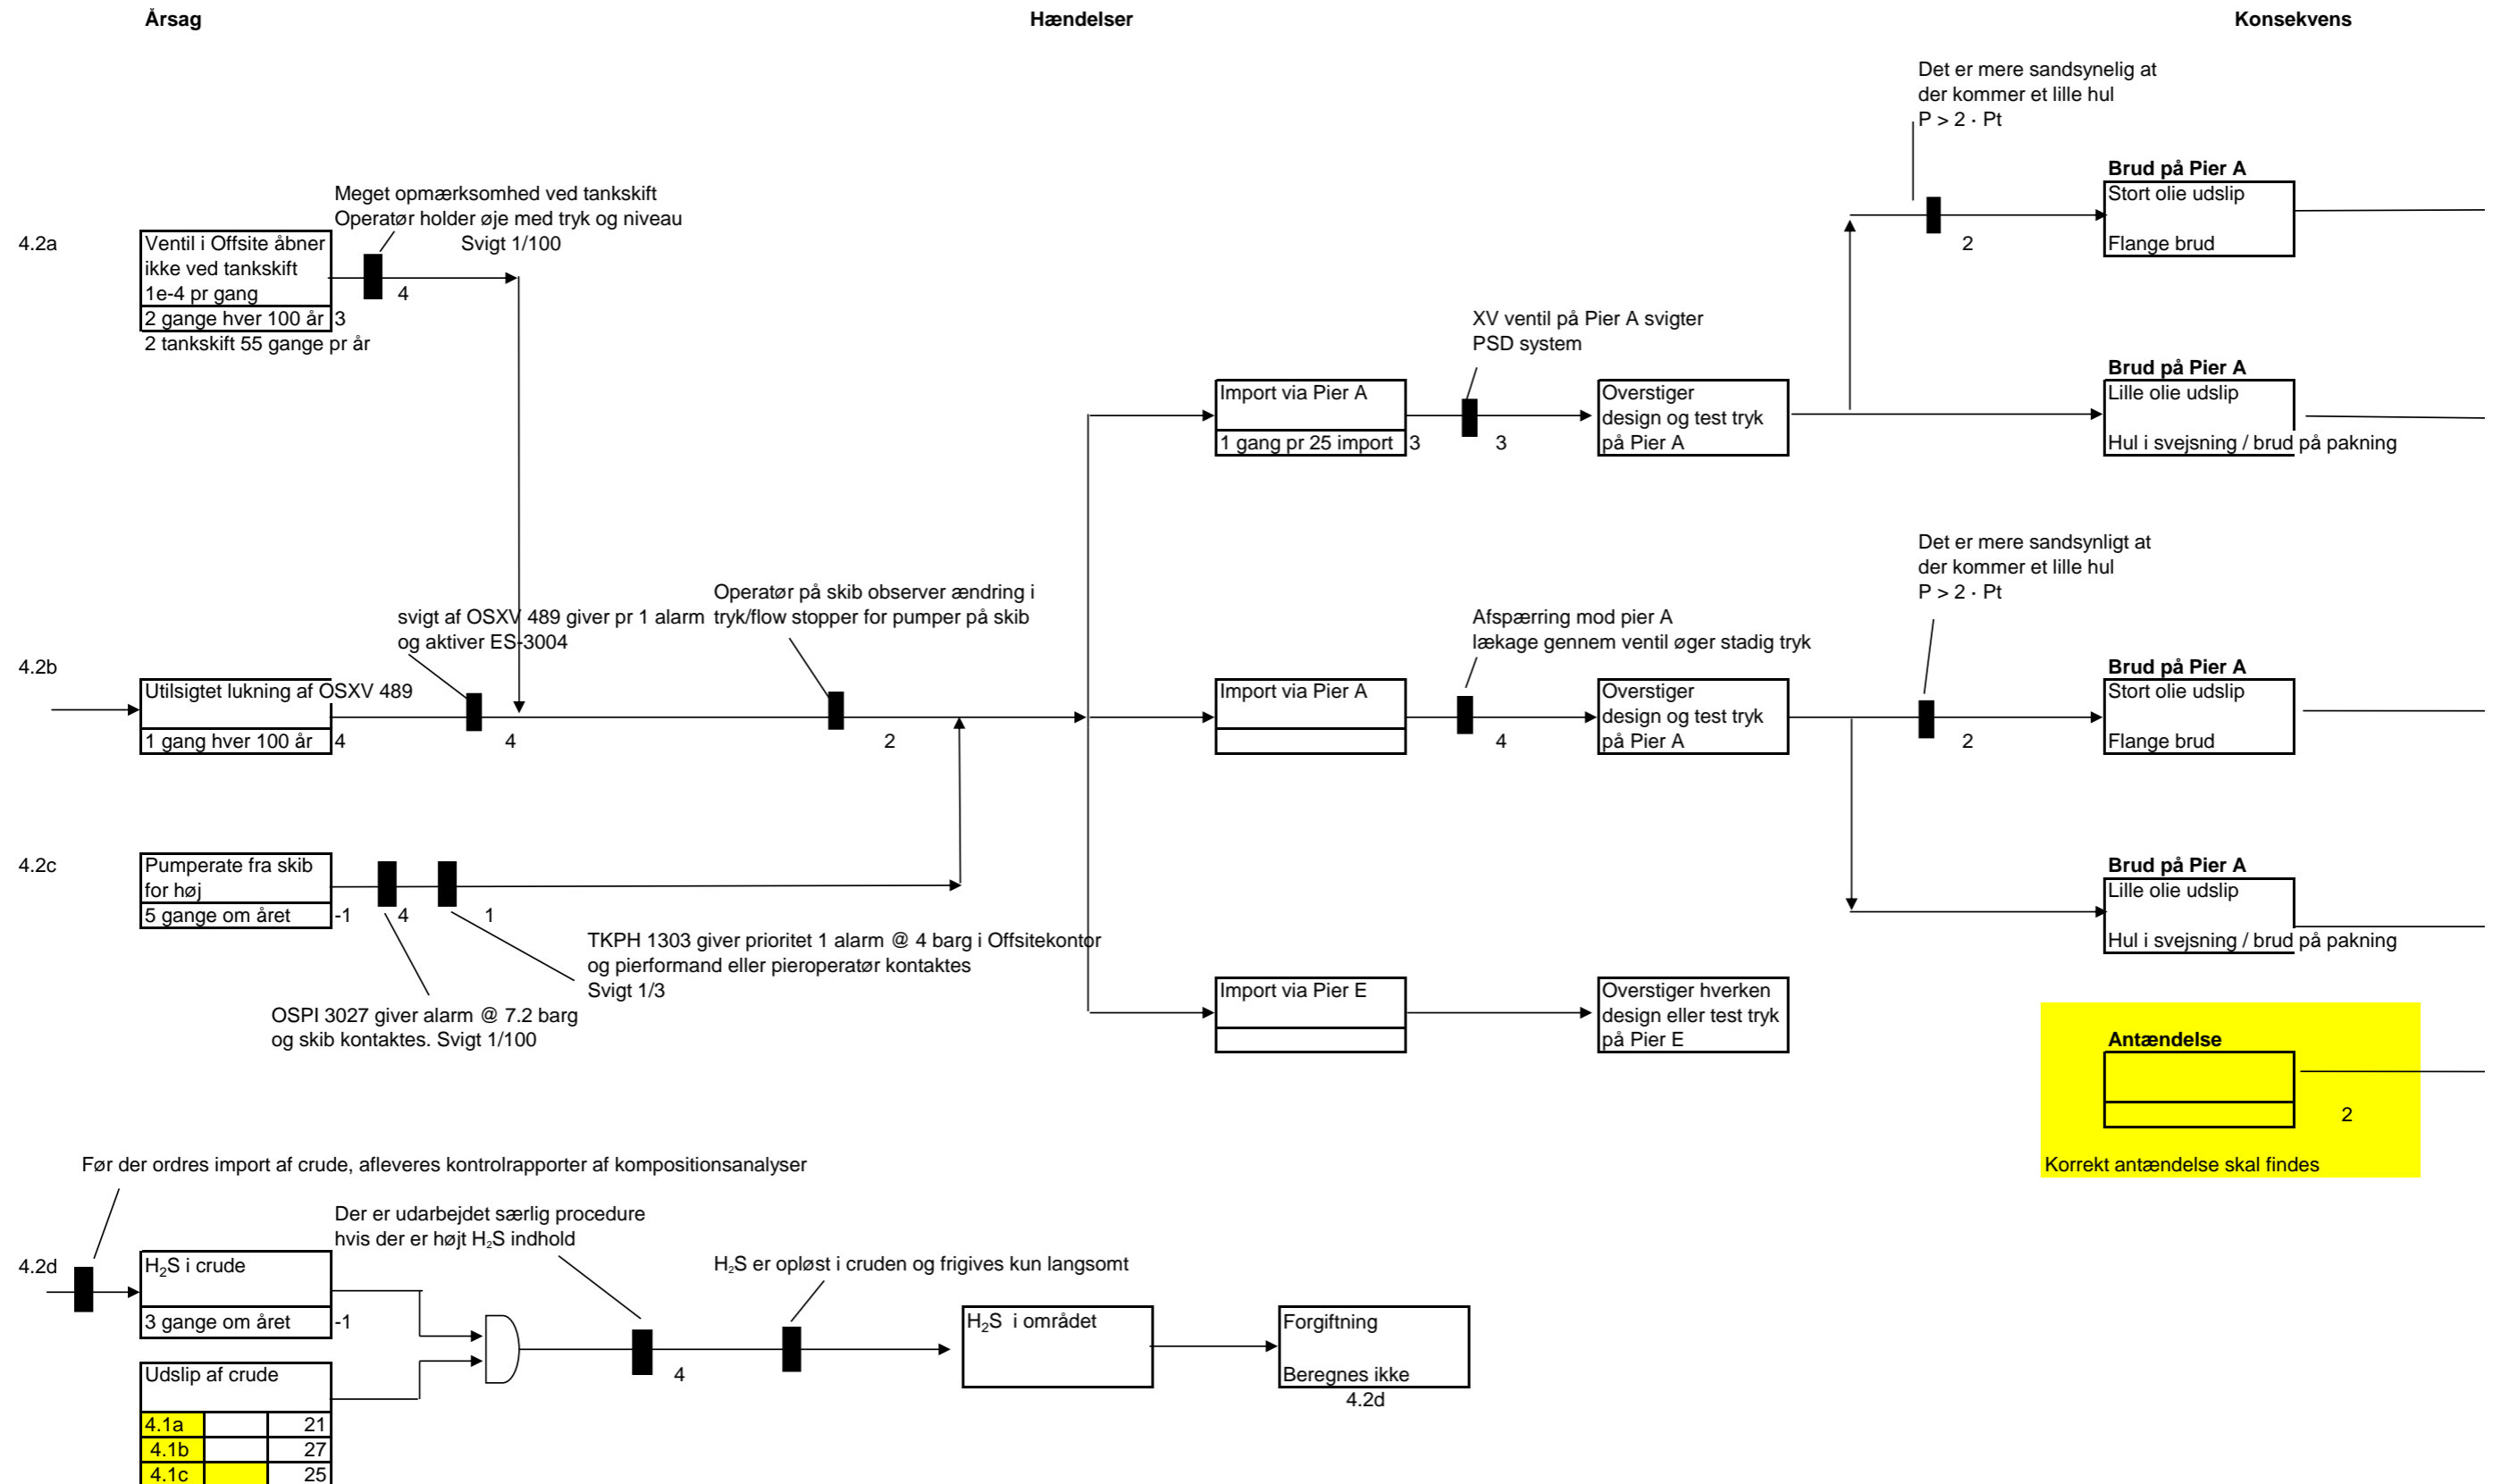 Årsag
Hændelser
Konsekvens
Det er mere sandsynelig at
der kommer et lille hul
P > 2 · Pt
Brud på Pier A
Stort olie udslip
Flange brud
2
Meget opmærksomhed ved tankskift
Operatør holder øje med tryk og niveau
Svigt 1/100
4.2a
Ventil i Offsite åbner
ikke ved tankskift
1e-4 pr gang
2 gange hver 100 år 3
2 tankskift 55 gange pr år
4
XV ventil på Pier A svigter
PSD system
Import via Pier A
1 gang pr 25 import 3
3
Overstiger
design og test tryk
på Pier A
Brud på Pier A
Lille olie udslip
Hul i svejsning / brud på pakning
Det er mere sandsynligt at
der kommer et lille hul
P > 2 · Pt
Operatør på skib observer ændring i
tryk/flow stopper for pumper på skib
svigt af OSXV 489 giver pr 1 alarm
og aktiver ES-3004
Afspærring mod pier A
lækage gennem ventil øger stadig tryk
4.2b
Utilsigtet lukning af OSXV 489
1 gang hver 100 år 4
4
2
Import via Pier A
4
Overstiger
design og test tryk
på Pier A
2
Brud på Pier A
Stort olie udslip
Flange brud
4.2c
Pumperate fra skib
for høj
5 gange om året -1
4
1
TKPH 1303 giver prioritet 1 alarm @ 4 barg i Offsitekontor
og pierformand eller pieroperatør kontaktes
Svigt 1/3
OSPI 3027 giver alarm @ 7.2 barg
og skib kontaktes. Svigt 1/100
Brud på Pier A
Lille olie udslip
Hul i svejsning / brud på pakning
Import via Pier E
Overstiger hverken
design eller test tryk
på Pier E
Antændelse
2
Korrekt antændelse skal findes
Før der ordres import af crude, afleveres kontrolrapporter af kompositionsanalyser
Der er udarbejdet særlig procedure
hvis der er højt H₂S indhold
H₂S er opløst i cruden og frigives kun langsomt
4.2d
H₂S i crude
3 gange om året -1
4
H₂S i området
Forgiftning
Beregnes ikke
4.2d
Udslip af crude
4.1a 21
4.1b 27
4.1c 25